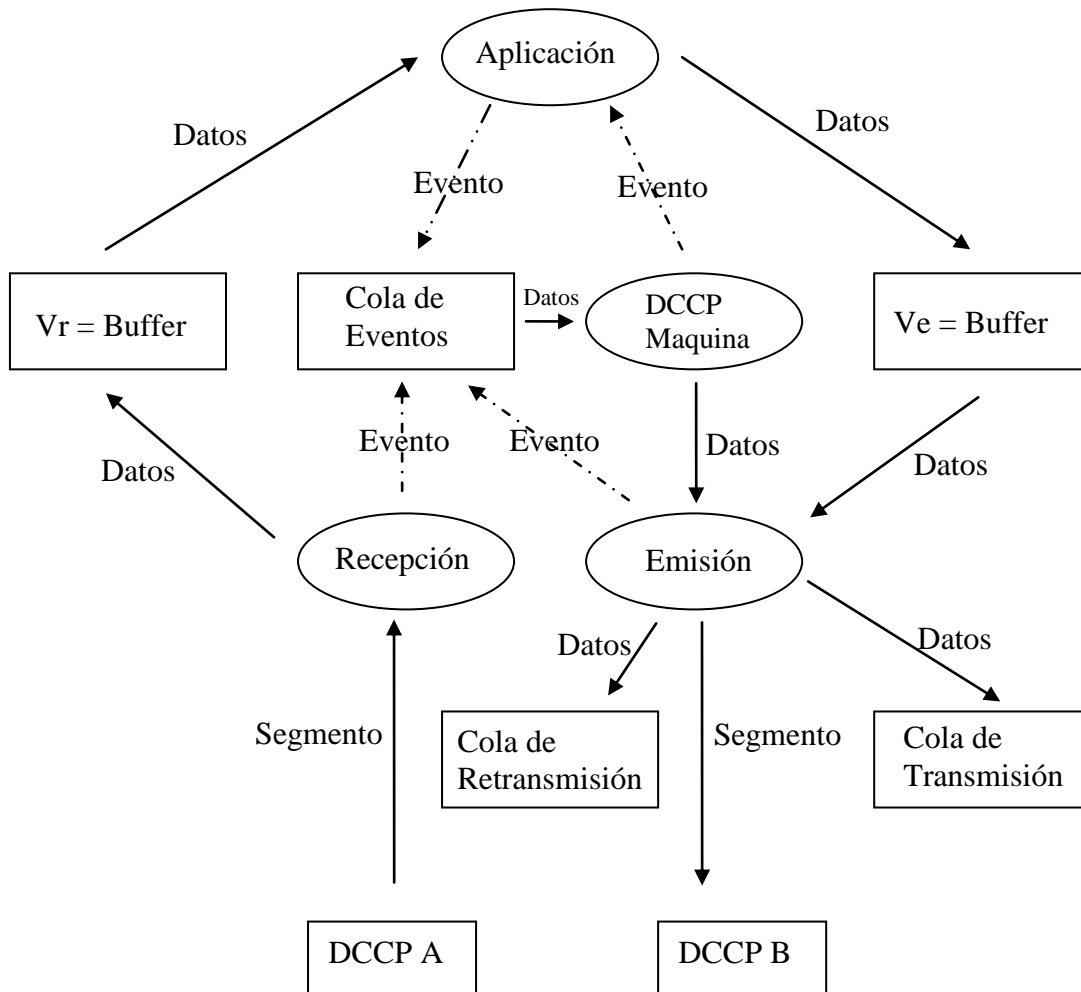 Aplicación
Datos
Datos
Evento
Evento
Vr = Buffer
Cola de
Eventos
Datos
DCCP
Maquina
Ve = Buffer
Datos
Evento
Evento
Datos
Datos
Recepción
Emisión
Datos
Datos
Segmento
Cola de
Retransmisión
Segmento
Cola de
Transmisión
DCCP A
DCCP B